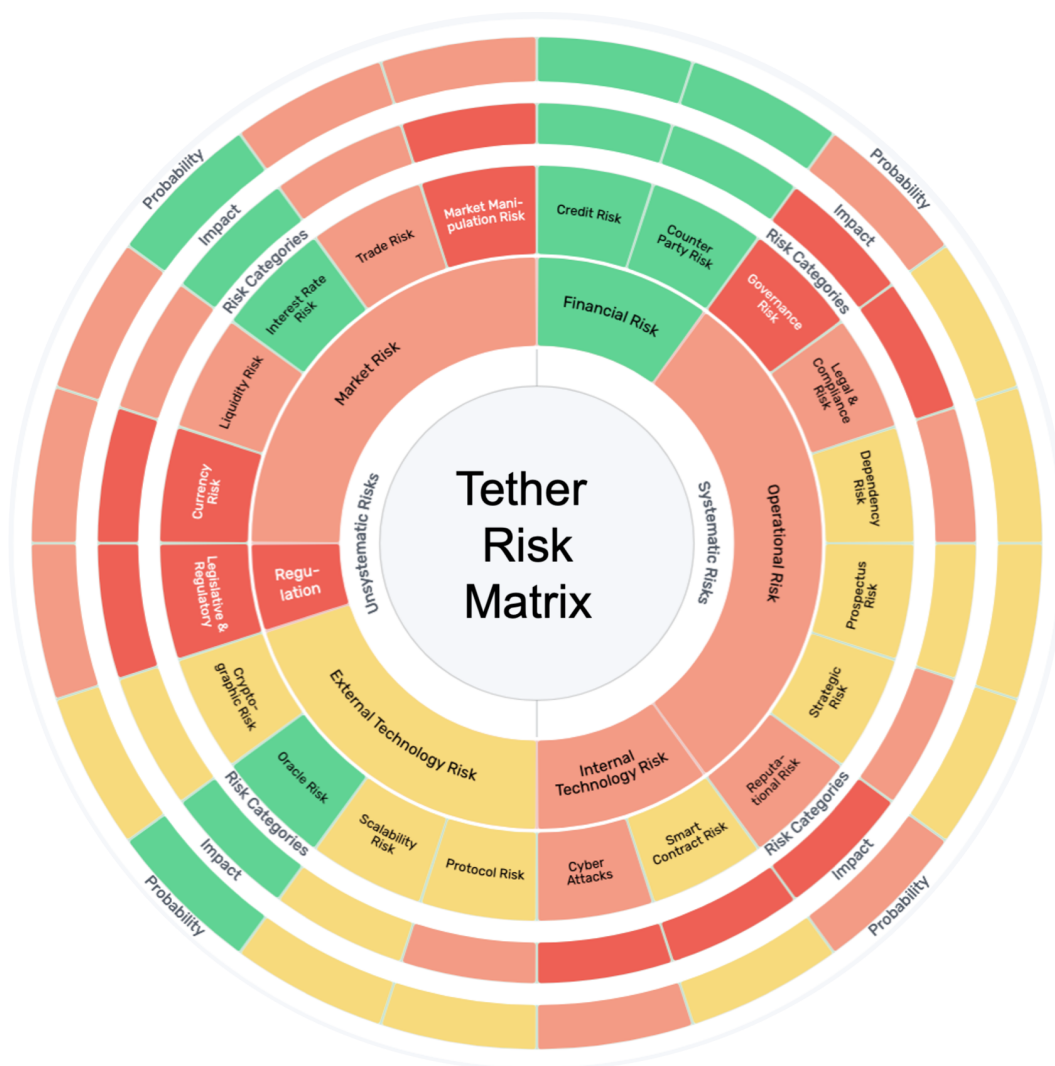 Tether
Risk
Matrix
Systematic Risks
Unsystematic Risks
Financial Risk
Operational Risk
Internal
Technology Risk
External Technology Risk
Regu-
lation
Market Risk
Credit Risk
Counter
Party Risk
Governance
Risk
Legal &
Compliance
Risk
Dependency
Risk
Prospectus
Risk
Strategic
Risk
Reputa-
tional Risk
Smart
Contract Risk
Cyber
Attacks
Protocol Risk
Scalability
Risk
Oracle Risk
Crypto-
graphic Risk
Legislative &
Regulatory
Currency
Risk
Liquidity Risk
Interest Rate
Risk
Trade Risk
Market Mani-
pulation Risk
Risk Categories
Impact
Probability
Risk Categories
Impact
Probability
Risk Categories
Impact
Probability
Risk Categories
Impact
Probability